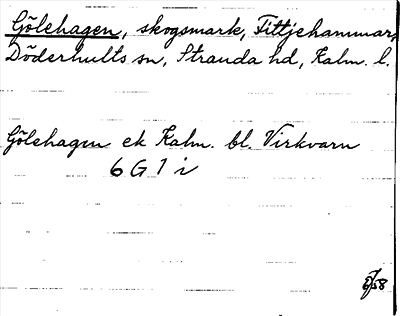 Gölehagen, skogsmark, Fittjehammar,
Döderhults sn, Stranda hd, Kalm. l.
Gölehagen ek Kalm. bl. Virkvarn
6 G 1 i